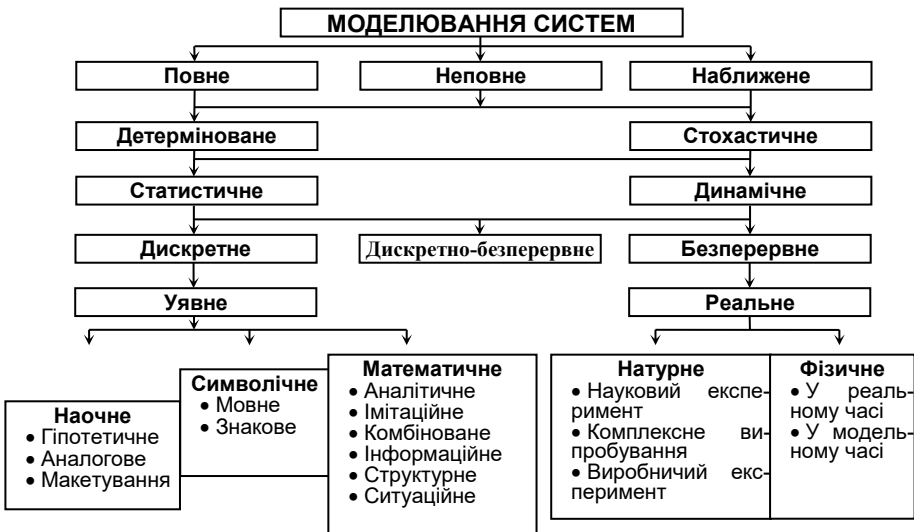 МОДЕЛЮВАННЯ СИСТЕМ
Повне
Неповне
Наближене
Детерміноване
Стохастичне
Статистичне
Динамічне
Дискретне
Дискретно-безперервне
Безперервне
Уявне
Реальне
Наочне
• Гіпотетичне
• Аналогове
• Макетування
Символічне
• Мовне
• Знакове
Математичне
• Аналітичне
• Імітаційне
• Комбіноване
• Інформаційне
• Структурне
• Ситуаційне
Натурне
• Науковий експе-
римент
• Комплексне ви-
пробування
• Виробничий екс-
перимент
Фізичне
• У реаль-
ному часі
• У модель-
ному часі